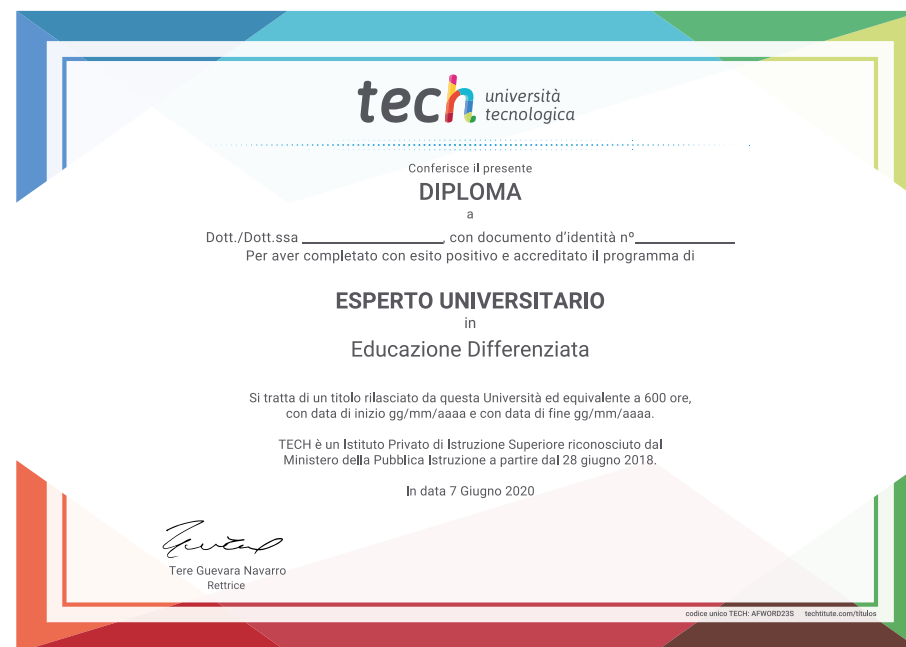 tech università
tecnologica
Conferisce il presente
DIPLOMA
a
Dott./Dott.ssa ____________________, con documento d'identità nº______________
Per aver completato con esito positivo e accreditato il programma di
ESPERTO UNIVERSITARIO
in
Educazione Differenziata
Si tratta di un titolo rilasciato da questa Università ed equivalente a 600 ore,
con data di inizio gg/mm/aaaa e con data di fine gg/mm/aaaa.
TECH è un Istituto Privato di Istruzione Superiore riconosciuto dal
Ministero della Pubblica Istruzione a partire dal 28 giugno 2018.
In data 7 Giugno 2020
Tere Guevara Navarro
Rettrice
codice unico TECH: AFWORD23S techtitute.com/titulos